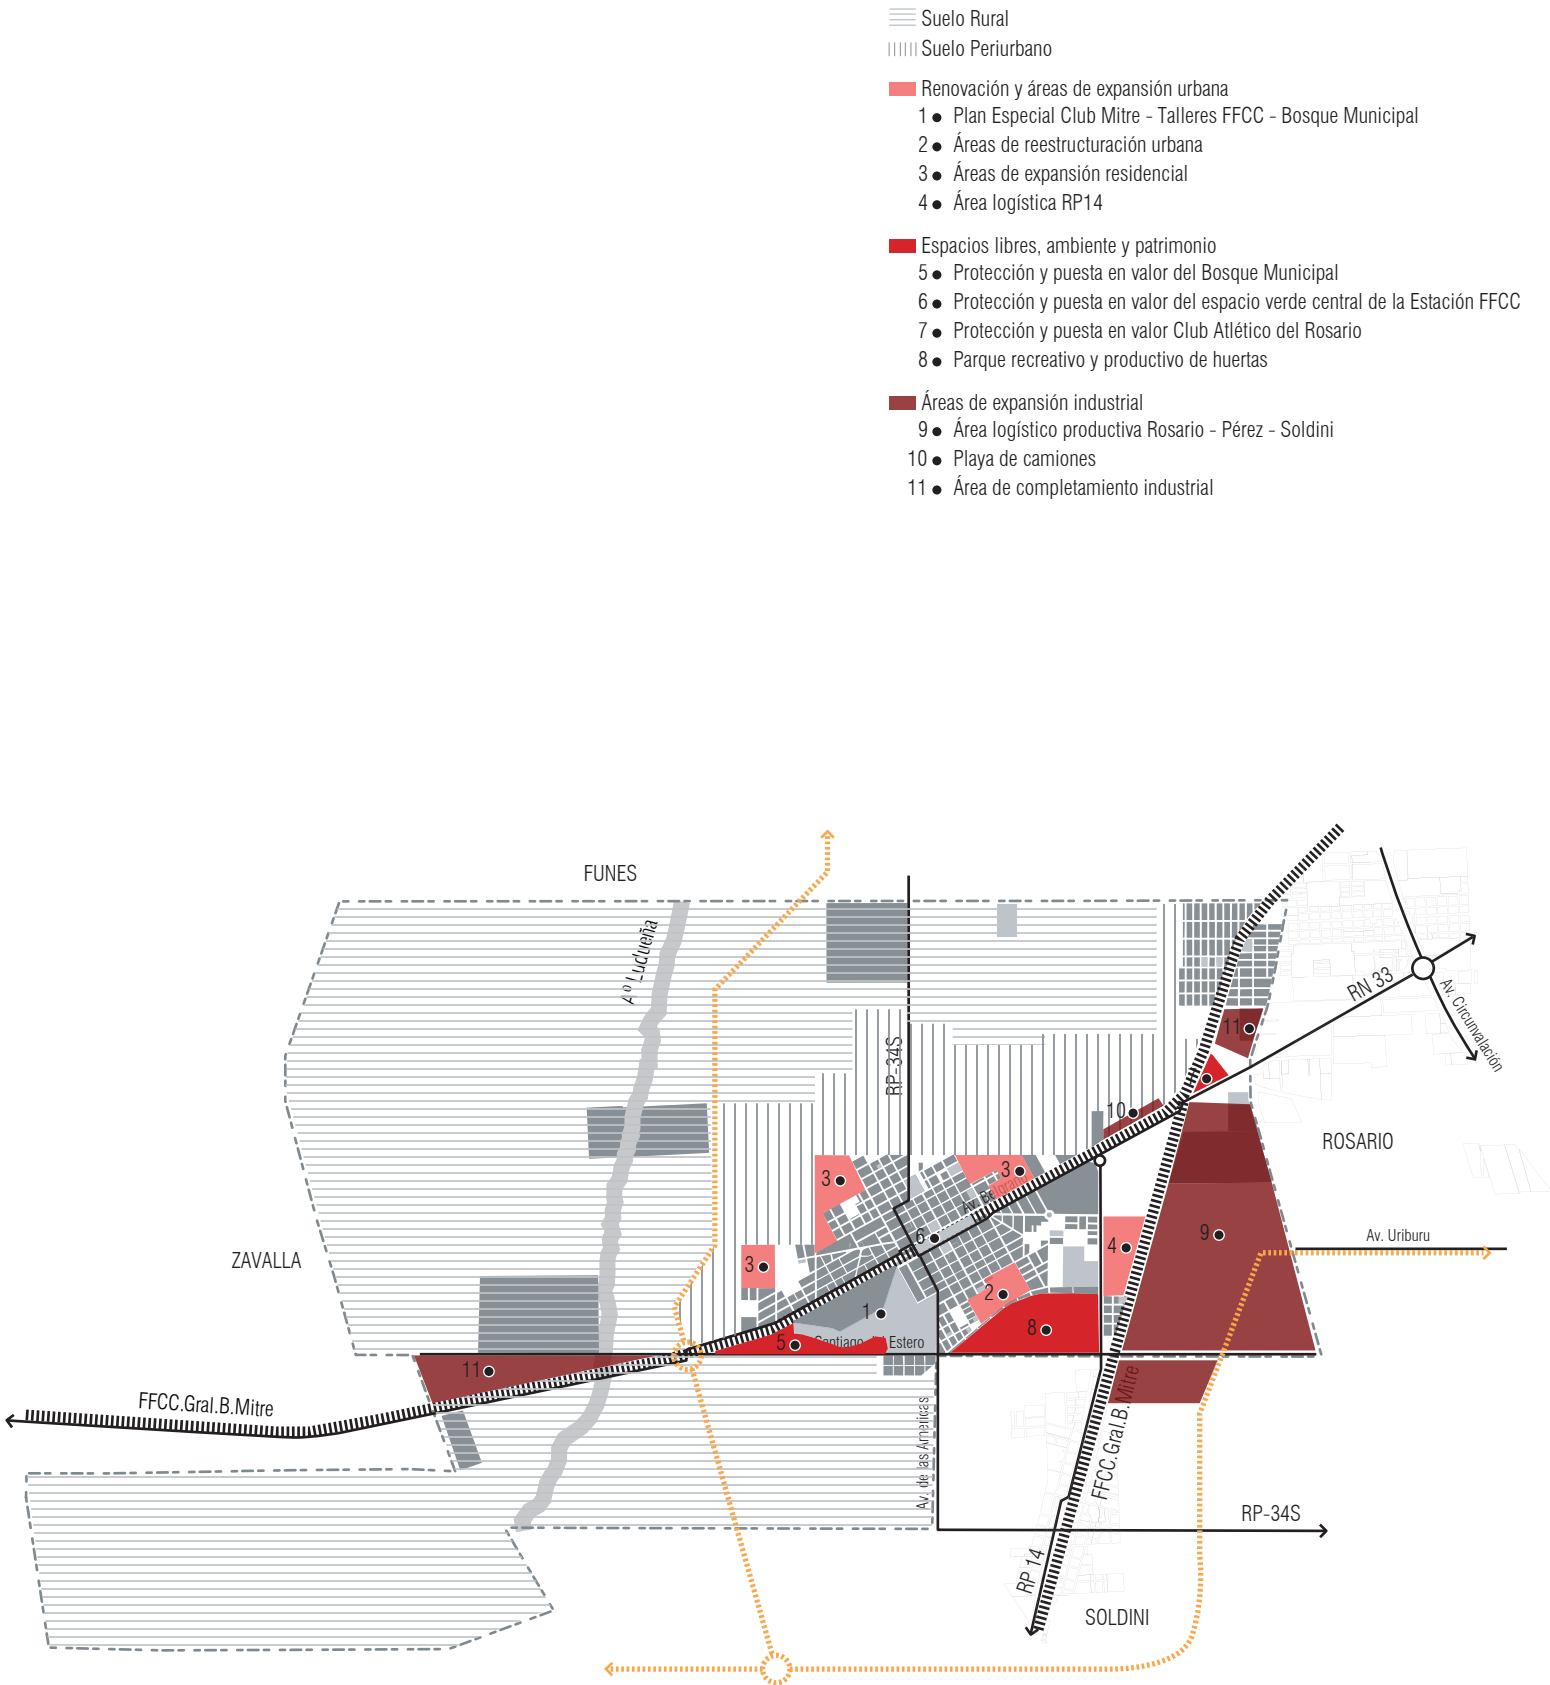 Suelo Rural
Suelo Periurbano
Renovación y áreas de expansión urbana
1 ● Plan Especial Club Mitre - Talleres FFCC - Bosque Municipal
2 ● Áreas de reestructuración urbana
3 ● Áreas de expansión residencial
4 ● Área logística RP14
Espacios libres, ambiente y patrimonio
5 ● Protección y puesta en valor del Bosque Municipal
6 ● Protección y puesta en valor del espacio verde central de la Estación FFCC
7 ● Protección y puesta en valor Club Atlético del Rosario
8 ● Parque recreativo y productivo de huertas
Áreas de expansión industrial
9 ● Área logístico productiva Rosario - Pérez - Soldini
10 ● Playa de camiones
11 ● Área de completamiento industrial
FUNES
Aº Ludueña
RN 33
Av. Circunvalación
11
RP-34S
10
ROSARIO
3
3
Av. Belgrano
6
9
4
Av. Uriburu
ZAVALLA
3
2
1
8
5
Santiago del Estero
11
FFCC.Gral.B.Mitre
FFCC.Gral.B.Mitre
Av. de las Américas
RP-34S
RP 14
SOLDINI